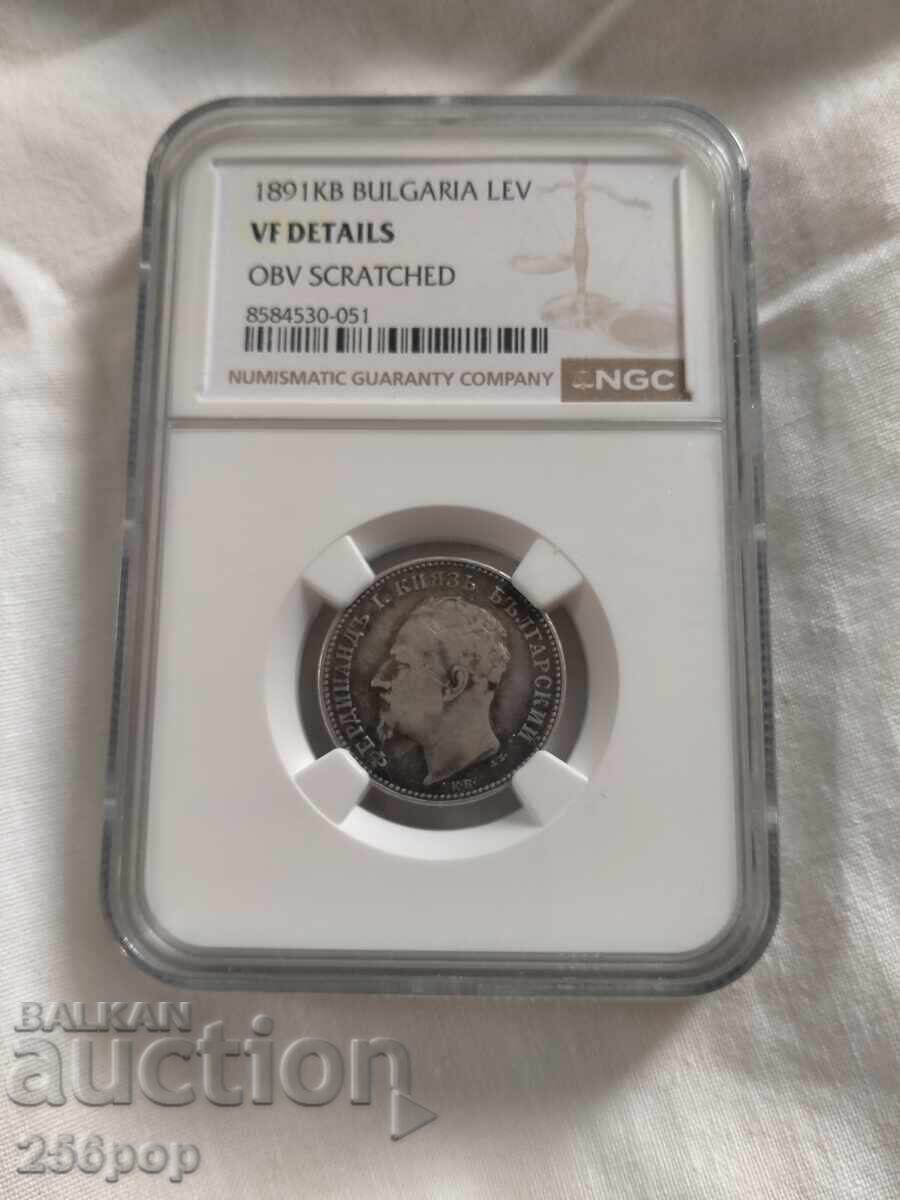 1891KB BULGARIA LEV
VF DETAILS
OBV SCRATCHED
8584530-051
NUMISMATIC GUARANTY COMPANY NGC
ФЕРДИНАНДЪ I. КНЯЗЪ БЪЛГАРСКИЙ
K·B·
BALKAN
auction
256pop